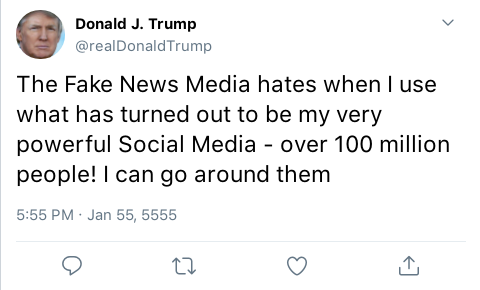 Donald J. Trump
@realDonaldTrump
The Fake News Media hates when I use
what has turned out to be my very
powerful Social Media - over 100 million
people! I can go around them
5:55 PM · Jan 55, 5555